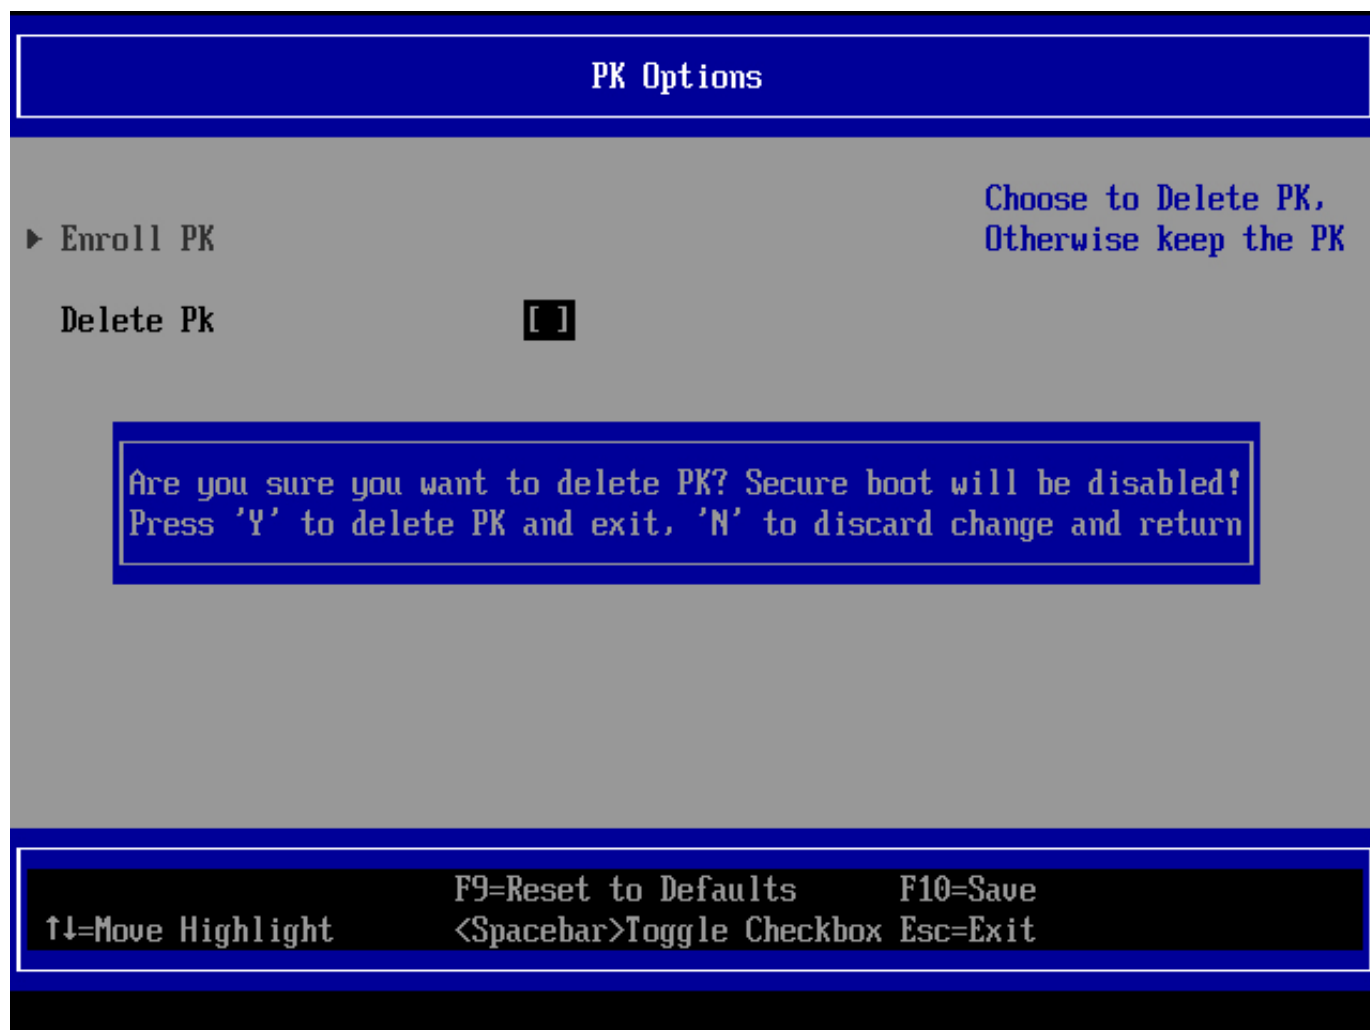 PK Options
Choose to Delete PK,
▶ Enroll PK Otherwise keep the PK
Delete Pk [ ]
Are you sure you want to delete PK? Secure boot will be disabled!
Press 'Y' to delete PK and exit, 'N' to discard change and return
F9=Reset to Defaults F10=Save
↑↓=Move Highlight <Spacebar>Toggle Checkbox Esc=Exit